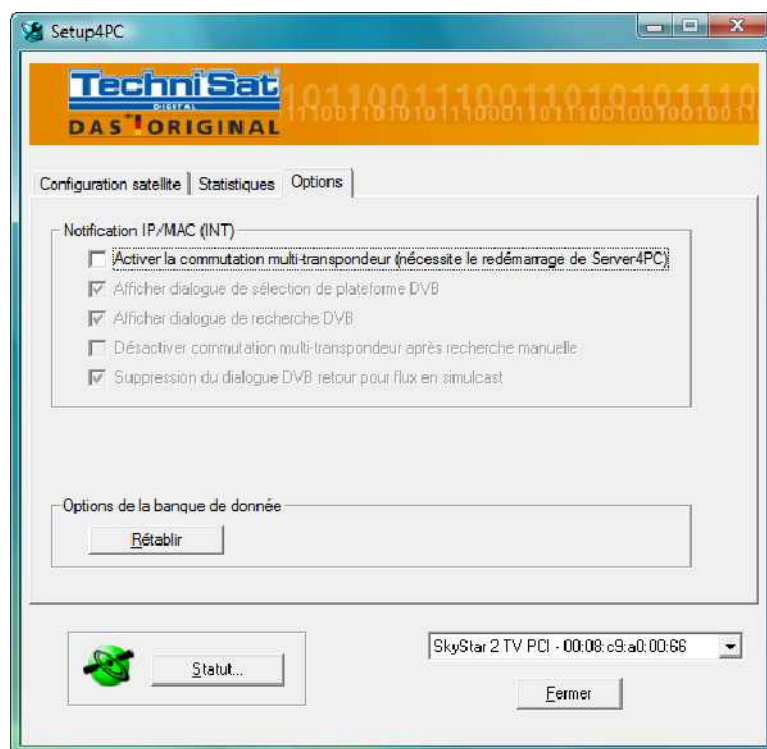 Setup4PC
TechniSat
DIGITAL
DAS ORIGINAL
Configuration satellite
Statistiques
Options
Notification IP/MAC (INT)
Activer la commutation multi-transpondeur (nécessite le redémarrage de Server4PC)
Afficher dialogue de sélection de plateforme DVB
Afficher dialogue de recherche DVB
Désactiver commutation multi-transpondeur après recherche manuelle
Suppression du dialogue DVB retour pour flux en simulcast
Options de la banque de donnée
Rétablir
SkyStar 2 TV PCI - 00:08:c9:a0:00:66
Statut...
Fermer